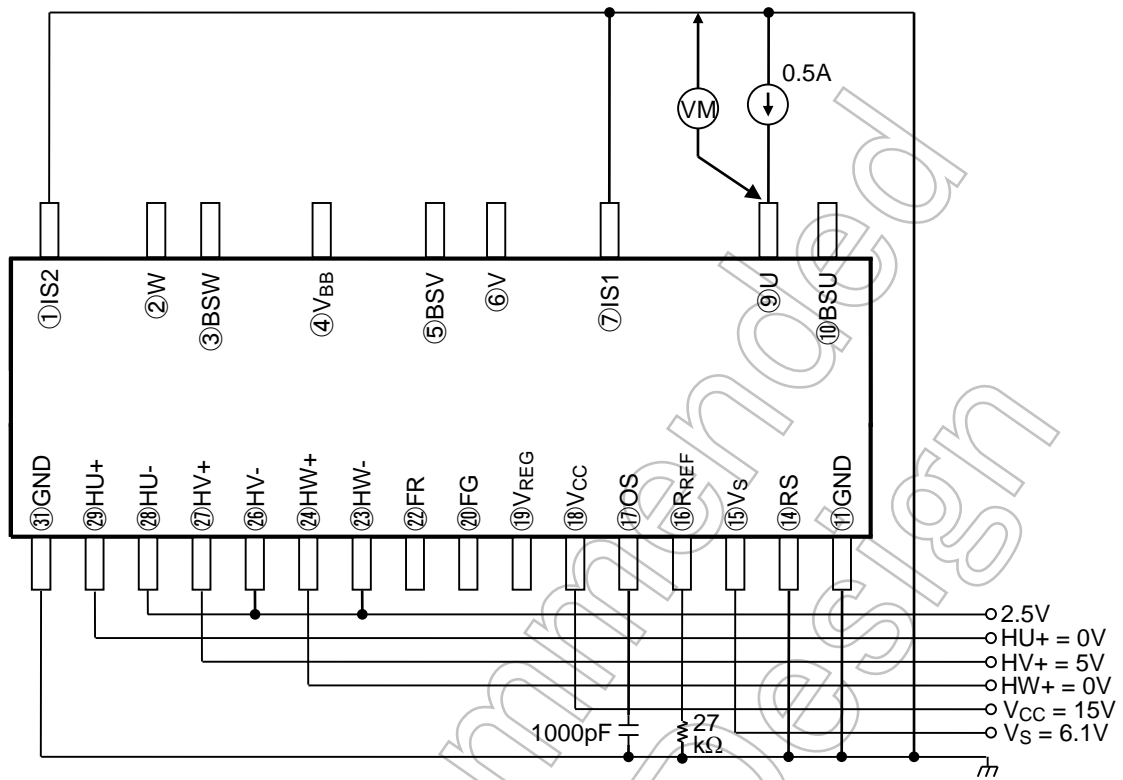 0.5A
VM
①IS2
②W
③BSW
④VBB
⑤BSV
⑥V
⑦IS1
⑨U
⑩BSU
㉛GND
㉙HU+
㉘HU-
㉗HV+
㉖HV-
㉔HW+
㉓HW-
㉒FR
⑳FG
⑲VREG
⑱VCC
⑰OS
⑯RREF
⑮VS
⑭RS
⑪GND
2.5V
HU+ = 0V
HV+ = 5V
HW+ = 0V
VCC = 15V
VS = 6.1V
1000pF
27
kΩ
mmended
Design